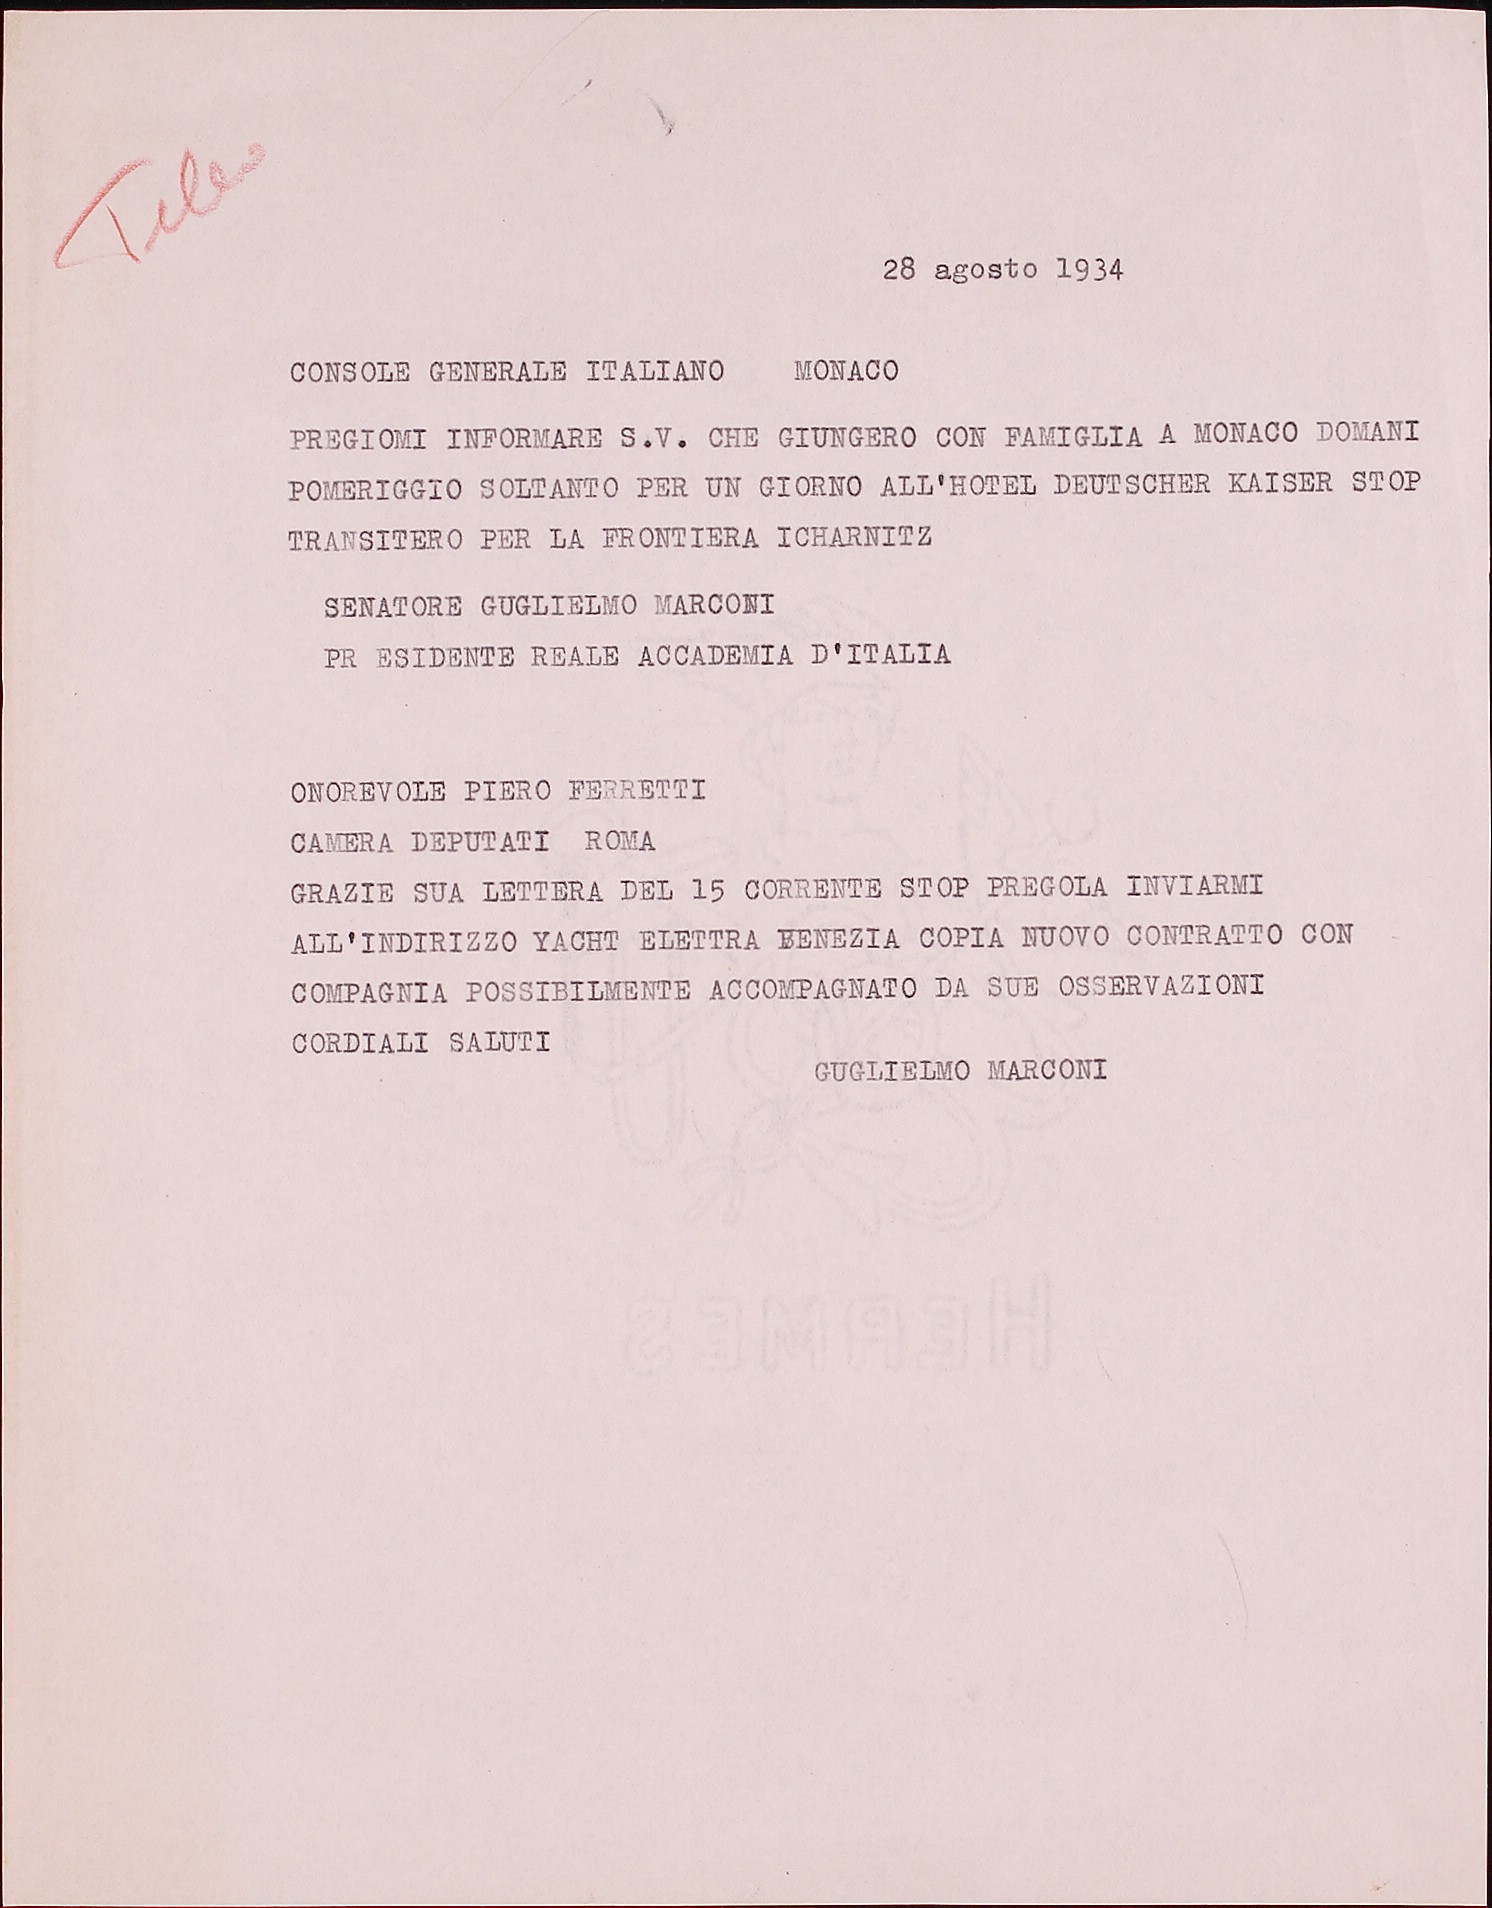 28 agosto 1934
CONSOLE GENERALE ITALIANO MONACO
PREGIOMI INFORMARE S.V. CHE GIUNGERO CON FAMIGLIA A MONACO DOMANI
POMERIGGIO SOLTANTO PER UN GIORNO ALL'HOTEL DEUTSCHER KAISER STOP
TRANSITERO PER LA FRONTIERA ICHARNITZ
SENATORE GUGLIELMO MARCONI
PR ESIDENTE REALE ACCADEMIA D'ITALIA
ONOREVOLE PIERO FERRETTI
CAMERA DEPUTATI ROMA
GRAZIE SUA LETTERA DEL 15 CORRENTE STOP PREGOLA INVIARMI
ALL'INDIRIZZO YACHT ELETTRA BENEZIA COPIA NUOVO CONTRATTO CON
COMPAGNIA POSSIBILMENTE ACCOMPAGNATO DA SUE OSSERVAZIONI
CORDIALI SALUTI
GUGLIELMO MARCONI
HERMES